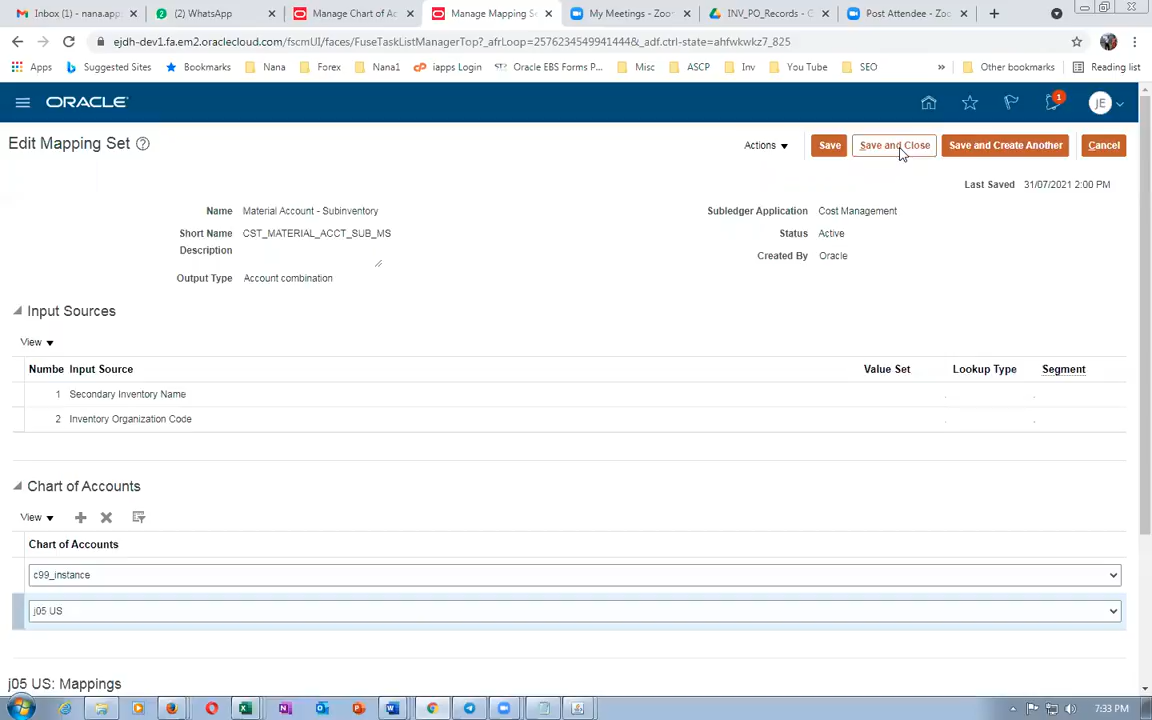 Inbox (1) - nana.app:
(2) WhatsApp
Manage Chart of Ac
Manage Mapping Se
My Meetings - Zoo
INV_PO_Records - G
Post Attendee - Zoo
ejdh-dev1.fa.em2.oraclecloud.com/fscmUI/faces/FuseTaskListManagerTop?_afrLoop=2576234549941444&_adf.ctrl-state=ahfwkwkz7_825
Apps
Suggested Sites
Bookmarks
Nana
Forex
Nana1
iapps Login
Oracle EBS Forms P...
Misc
ASCP
Inv
You Tube
SEO
»
Other bookmarks
Reading list
ORACLE
1
JE
Edit Mapping Set
Actions
Save
Save and Close
Save and Create Another
Cancel
Last Saved 31/07/2021 2:00 PM
Name Material Account - Subinventory
Subledger Application Cost Management
Short Name CST_MATERIAL_ACCT_SUB_MS
Status Active
Description
Created By Oracle
Output Type Account combination
Input Sources
View
Numbe Input Source Value Set Lookup Type Segment
1 Secondary Inventory Name
2 Inventory Organization Code
Chart of Accounts
View
Chart of Accounts
c99_instance
j05 US
j05 US: Mappings
7:33 PM